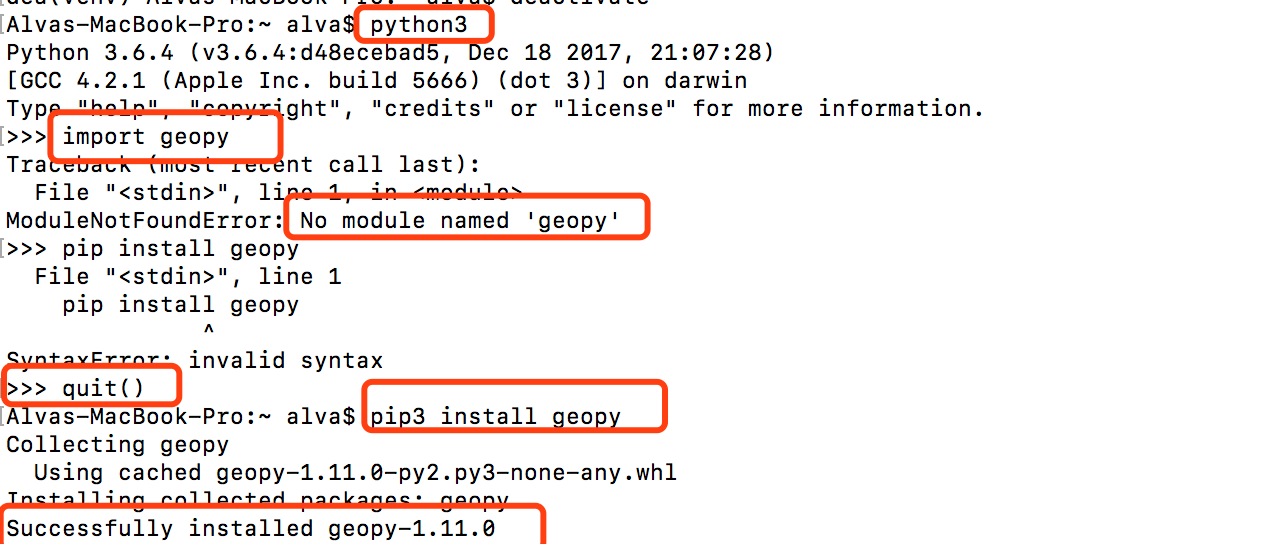 Alvas-MacBook-Pro:~ alva$ python3
Python 3.6.4 (v3.6.4:d48ecebad5, Dec 18 2017, 21:07:28)
[GCC 4.2.1 (Apple Inc. build 5666) (dot 3)] on darwin
Type "help", "copyright", "credits" or "license" for more information.
>>> import geopy
Traceback (most recent call last):
  File "<stdin>", line 1, in <module>
ModuleNotFoundError: No module named 'geopy'
>>> pip install geopy
  File "<stdin>", line 1
    pip install geopy
              ^
SyntaxError: invalid syntax
>>> quit()
Alvas-MacBook-Pro:~ alva$ pip3 install geopy
Collecting geopy
  Using cached geopy-1.11.0-py2.py3-none-any.whl
Installing collected packages: geopy
Successfully installed geopy-1.11.0